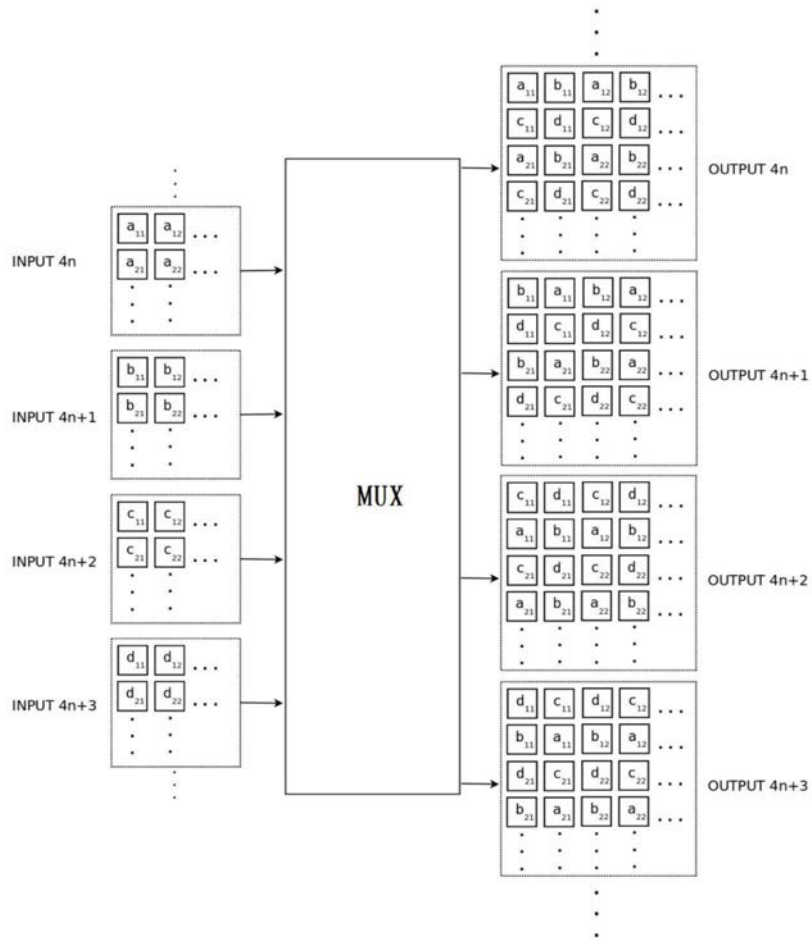 INPUT 4n
a11 a12 ...
a21 a22 ...
INPUT 4n+1
b11 b12 ...
b21 b22 ...
INPUT 4n+2
c11 c12 ...
c21 c22 ...
INPUT 4n+3
d11 d12 ...
d21 d22 ...
MUX
a11 b11 a12 b12 ...
c11 d11 c12 d12 ...
a21 b21 a22 b22 ...
c21 d21 c22 d22 ...
OUTPUT 4n
b11 a11 b12 a12 ...
d11 c11 d12 c12 ...
b21 a21 b22 a22 ...
d21 c21 d22 c22 ...
OUTPUT 4n+1
c11 d11 c12 d12 ...
a11 b11 a12 b12 ...
c21 d21 c22 d22 ...
a21 b21 a22 b22 ...
OUTPUT 4n+2
d11 c11 d12 c12 ...
b11 a11 b12 a12 ...
d21 c21 d22 c22 ...
b21 a21 b22 a22 ...
OUTPUT 4n+3